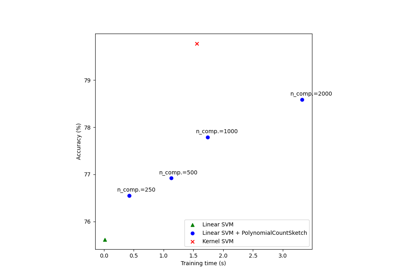 n_comp.=2000
79
n_comp.=1000
78
n_comp.=500
77
n_comp.=250
76
Accuracy (%)
Linear SVM
Linear SVM + PolynomialCountSketch
Kernel SVM
0.0 0.5 1.0 1.5 2.0 2.5 3.0
Training time (s)